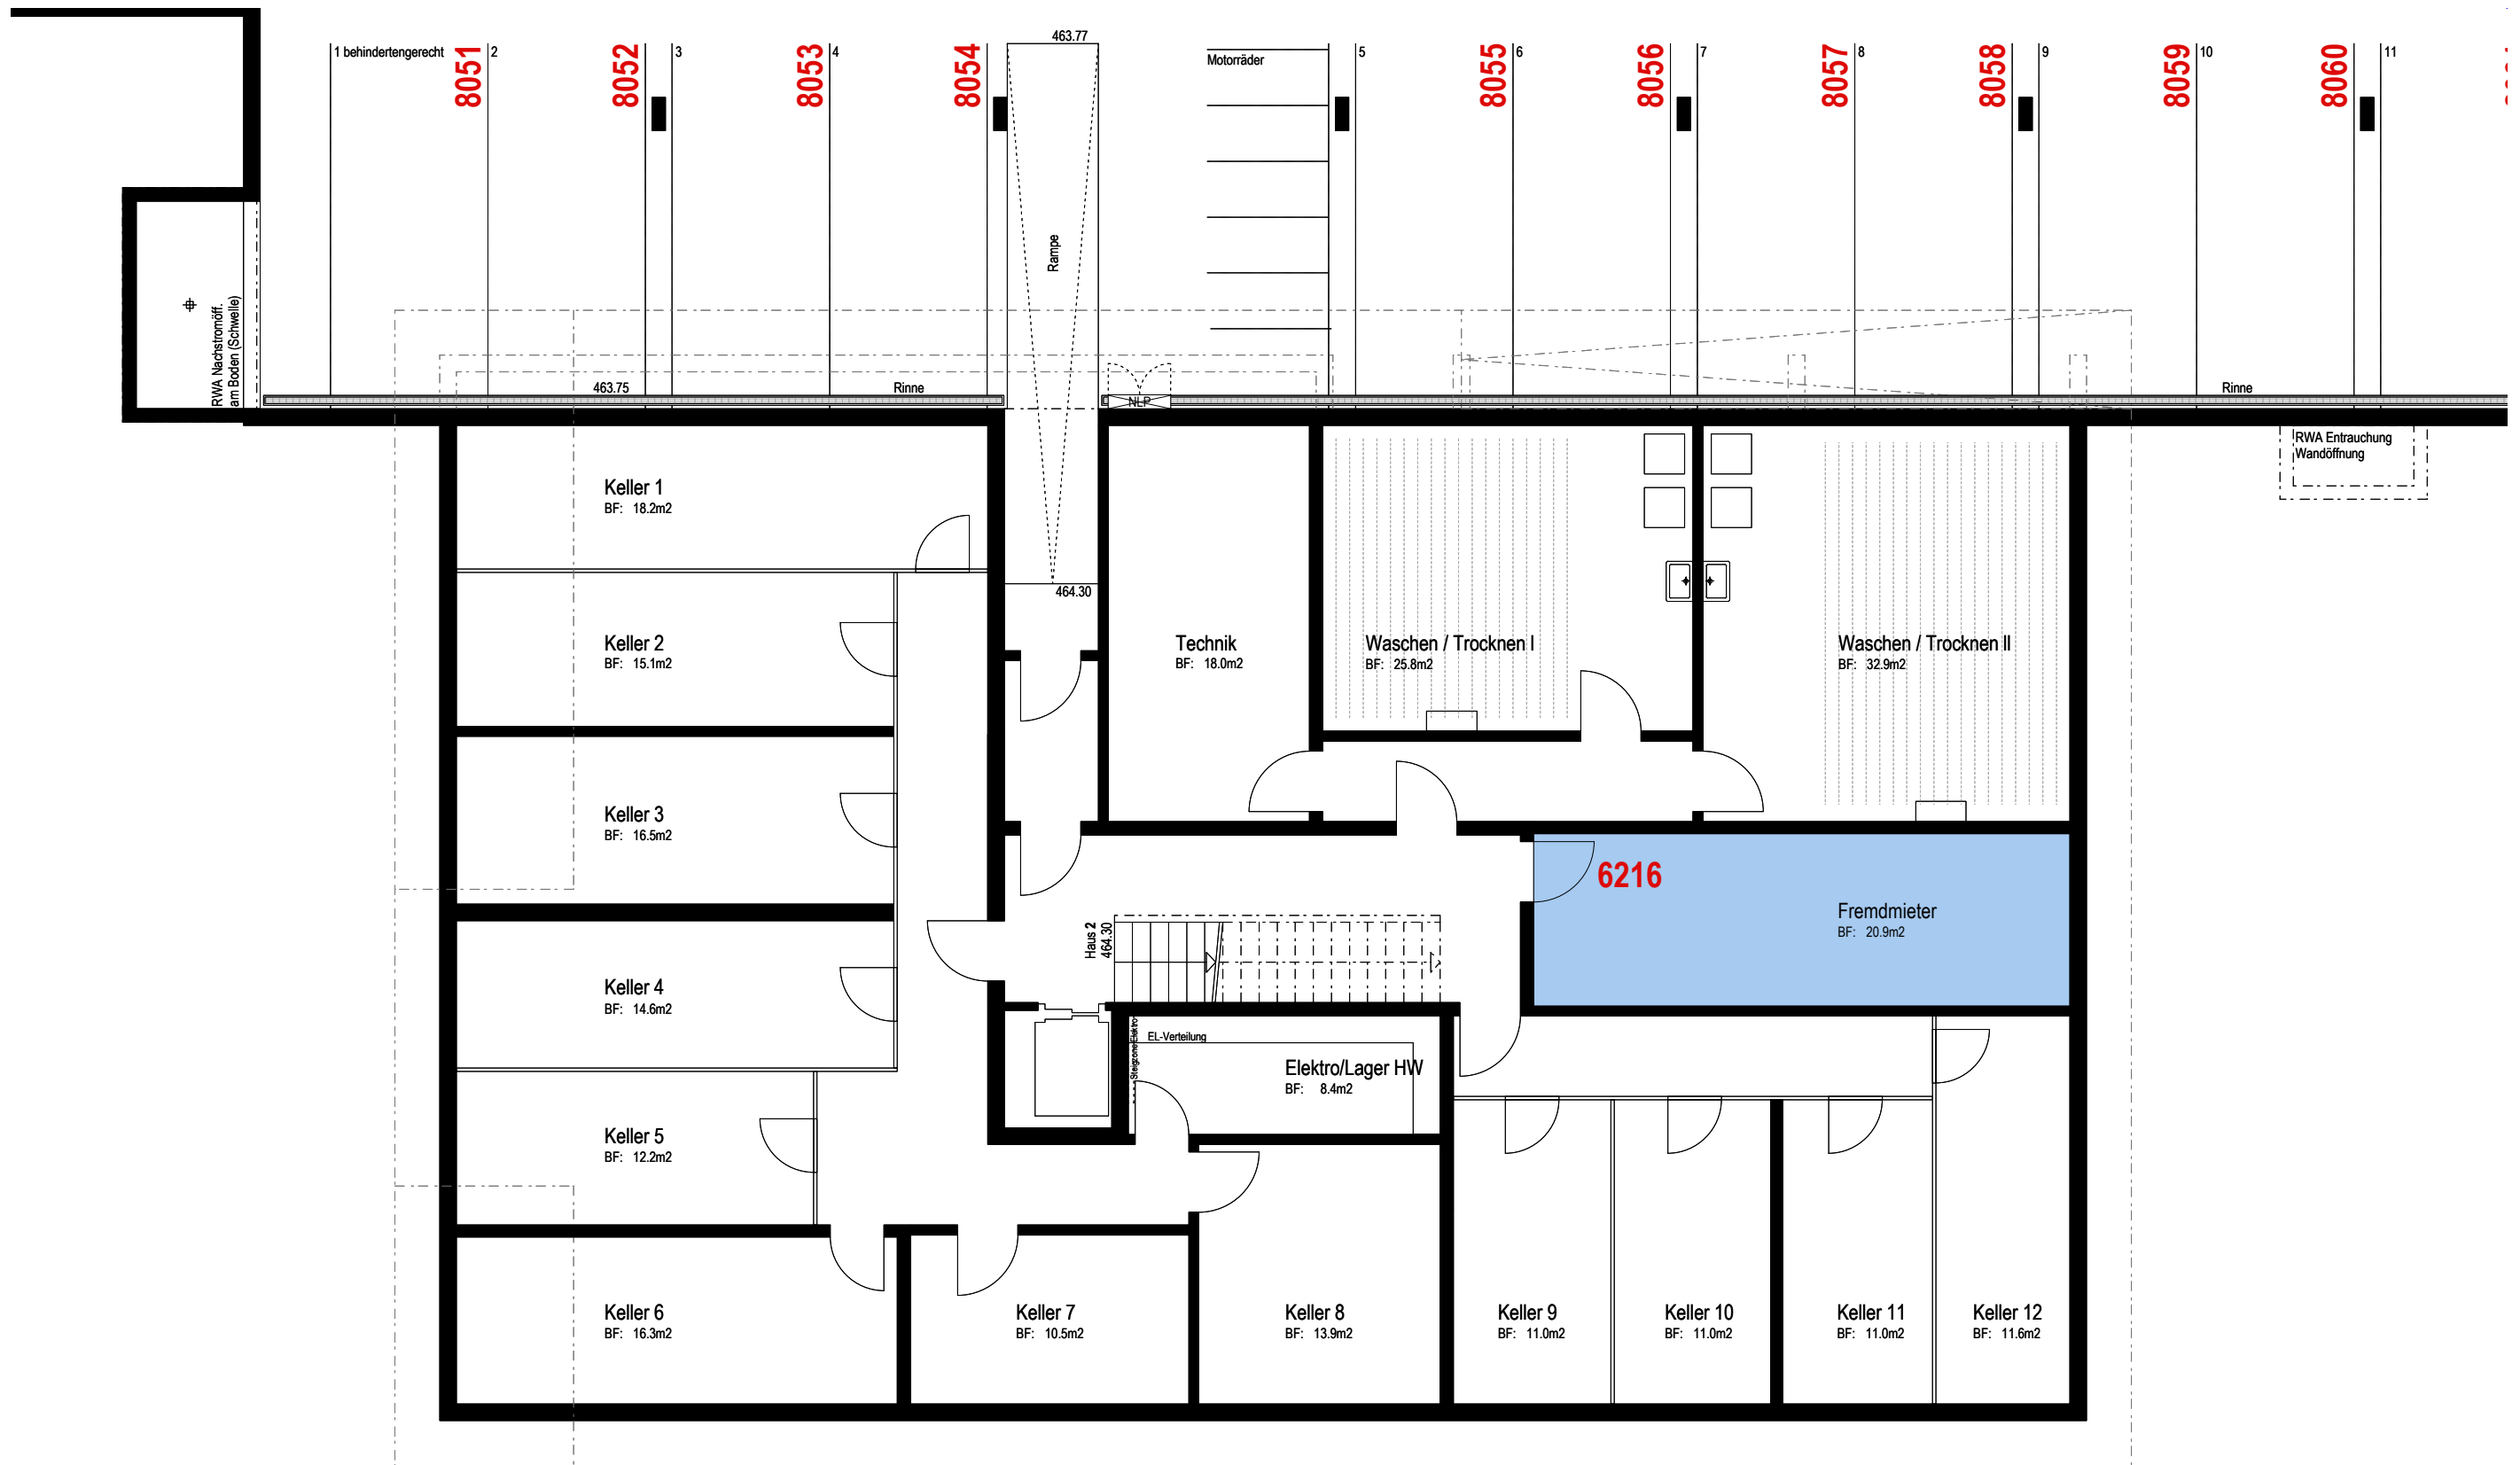 463.77
1 behindertengerecht
8051
2
8052
3
8053
4
8054
Motorräder
5
8055
6
8056
7
8057
8
8058
9
8059
10
8060
11
Rampe
RWA Nachstromöff.
am Boden (Schwelle)
463.75
Rinne
NLP
Rinne
RWA Entrauchung
Wandöffnung
Keller 1
BF: 18.2m2
464.30
Keller 2
BF: 15.1m2
Technik
BF: 18.0m2
Waschen / Trocknen I
BF: 25.8m2
Waschen / Trocknen II
BF: 32.9m2
Keller 3
BF: 16.5m2
6216
Fremdmieter
BF: 20.9m2
Haus 2
464.30
Keller 4
BF: 14.6m2
Steigzone Elektro
EL-Verteilung
Elektro/Lager HW
BF: 8.4m2
Keller 5
BF: 12.2m2
Keller 6
BF: 16.3m2
Keller 7
BF: 10.5m2
Keller 8
BF: 13.9m2
Keller 9
BF: 11.0m2
Keller 10
BF: 11.0m2
Keller 11
BF: 11.0m2
Keller 12
BF: 11.6m2